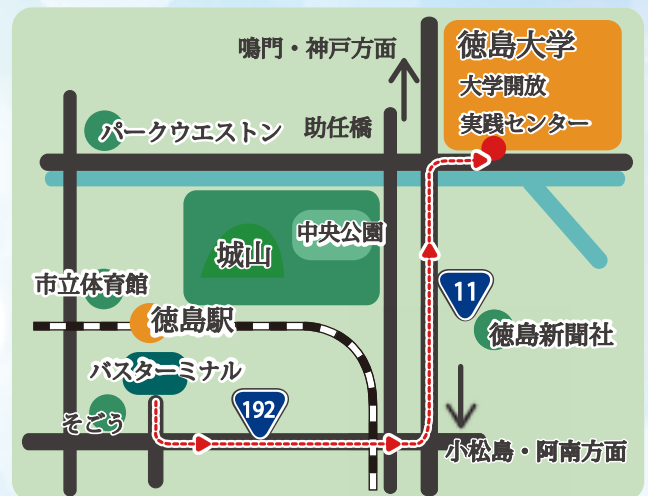 鳴門・神戸方面
徳島大学
大学開放
実践センター
パークウエストン
助任橋
中央公園
城山
市立体育館
11
徳島駅
徳島新聞社
バスターミナル
192
そごう
小松島・阿南方面